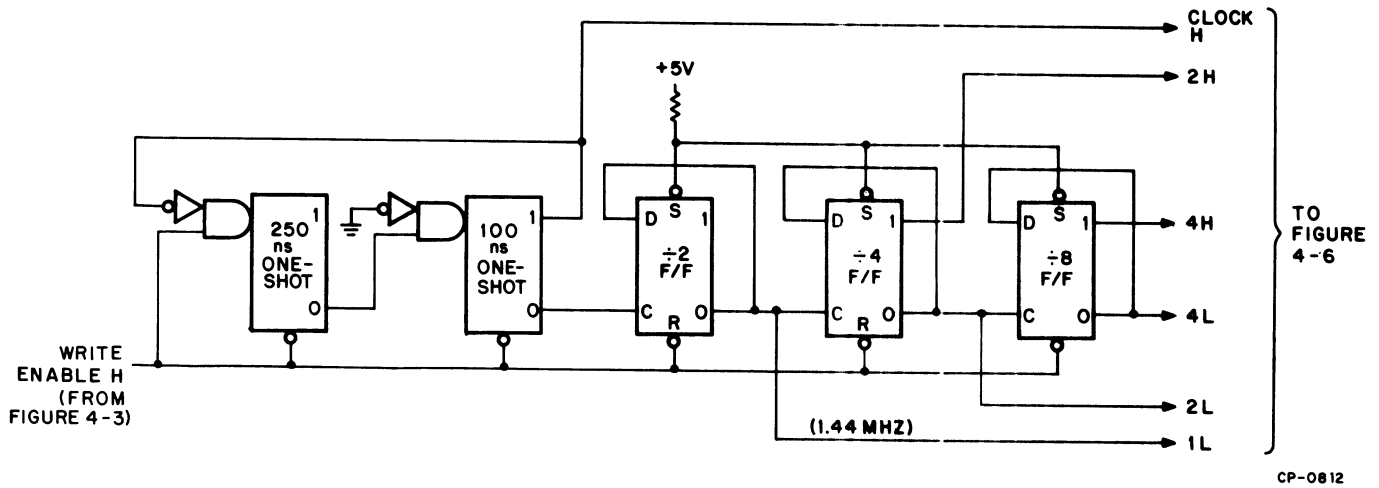 CLOCK
H
2H
+5V
1
250
ns
ONE-
SHOT
0
1
100
ns
ONE-
SHOT
0
S
D
1
÷2
F/F
C
0
R
S
D
1
÷4
F/F
C
0
R
S
D
1
÷8
F/F
C
0
4H
4L
TO
FIGURE
4-6
WRITE
ENABLE H
(FROM
FIGURE 4-3)
2L
(1.44 MHZ)
1L
CP-0812